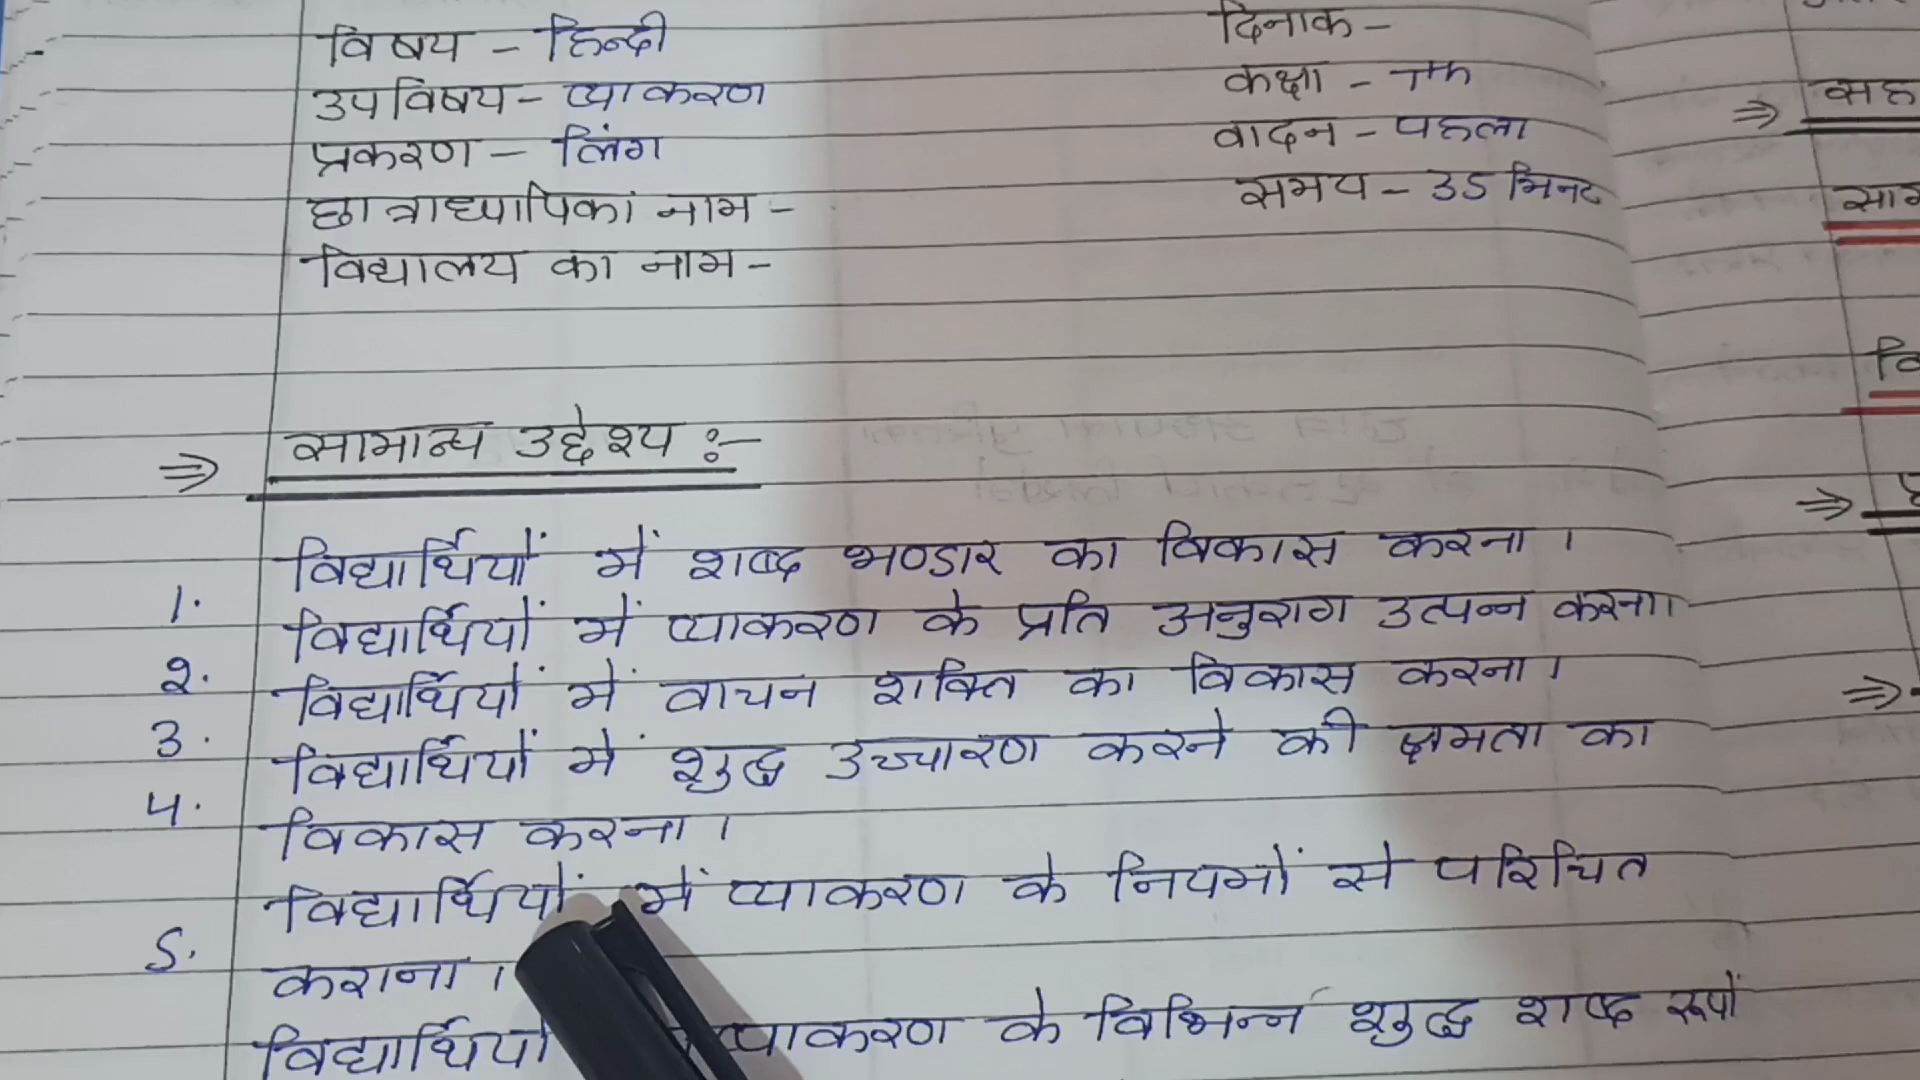 विषय - हिन्दी
दिनांक -
उपविषय - व्याकरण
कक्षा - 7th
प्रकरण - लिंग
वादन - पहला
छात्राध्यापिका नाम -
समय - 35 मिनट
विद्यालय का नाम -
⇒ सामान्य उद्देश्य :-
1. विद्यार्थियों में शब्द भण्डार का विकास करना ।
2. विद्यार्थियों में व्याकरण के प्रति अनुराग उत्पन्न करना।
3. विद्यार्थियों में वाचन शक्ति का विकास करना ।
4. विद्यार्थियों में शुद्ध उच्चारण करने की क्षमता का
विकास करना ।
5. विद्यार्थियों में व्याकरण के नियमों से परिचित
कराना ।
विद्यार्थियों व्याकरण के विभिन्न शुद्ध शब्द रूपों